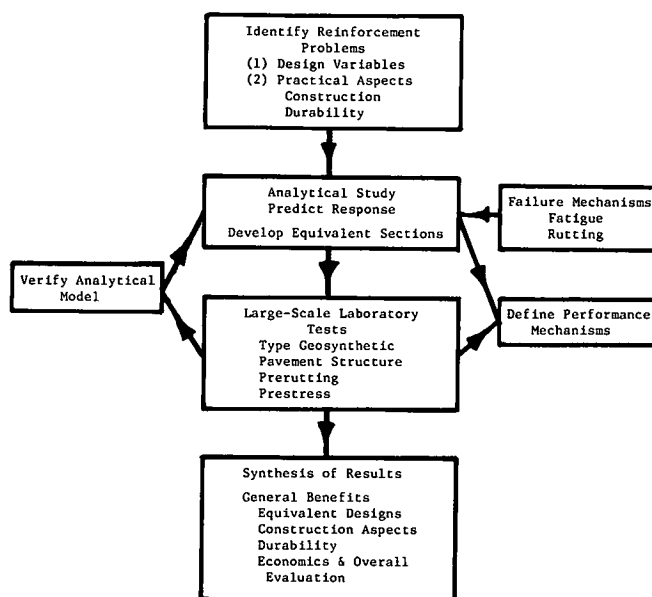 Identify Reinforcement
Problems
(1) Design Variables
(2) Practical Aspects
Construction
Durability
Analytical Study
Predict Response
Develop Equivalent Sections
Failure Mechanisms
Fatigue
Rutting
Verify Analytical
Model
Large-Scale Laboratory
Tests
Type Geosynthetic
Pavement Structure
Prerutting
Prestress
Define Performance
Mechanisms
Synthesis of Results
General Benefits
Equivalent Designs
Construction Aspects
Durability
Economics & Overall
Evaluation